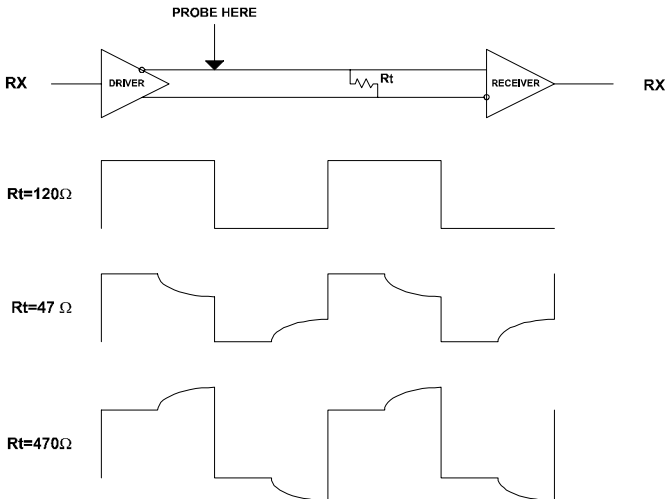 PROBE HERE
RX
DRIVER
Rt
RECEIVER
RX
Rt=120Ω
Rt=47 Ω
Rt=470Ω